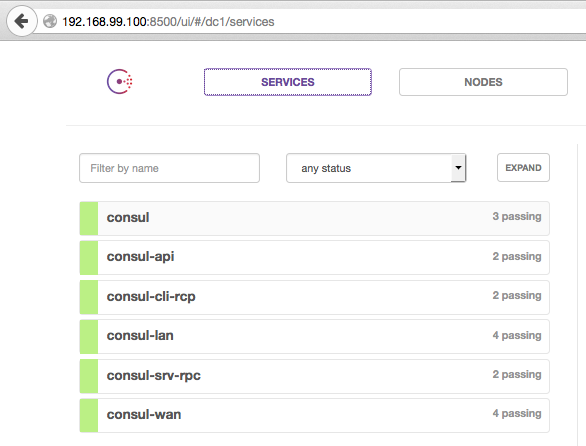 192.168.99.100:8500/ui/#/dc1/services
SERVICES NODES
Filter by name any status EXPAND
consul 3 passing
consul-api 2 passing
consul-cli-rcp 2 passing
consul-lan 4 passing
consul-srv-rpc 2 passing
consul-wan 4 passing